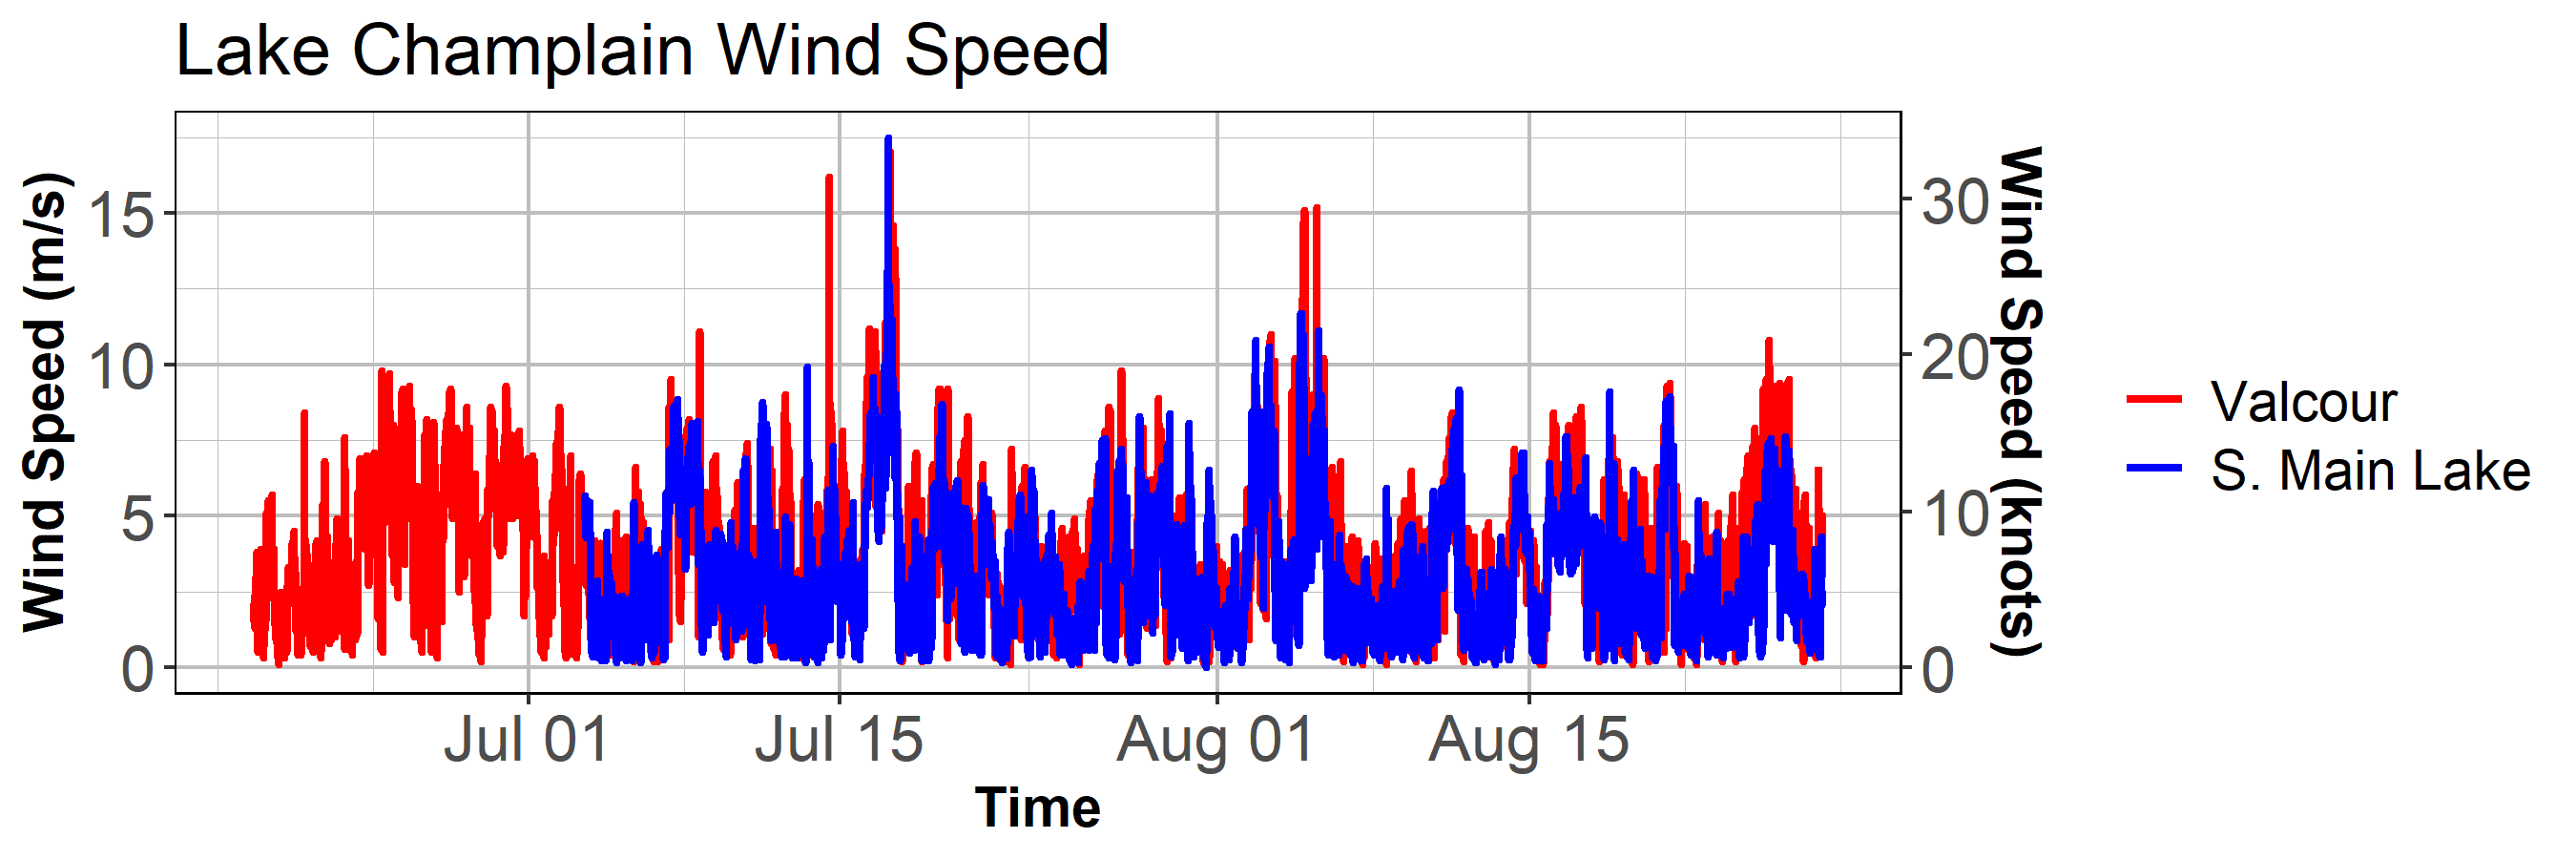 Lake Champlain Wind Speed
Wind Speed (m/s)
15
10
5
0
30
20
10
0
Wind Speed (knots)
Jul 01
Jul 15
Aug 01
Aug 15
Time
Valcour
S. Main Lake